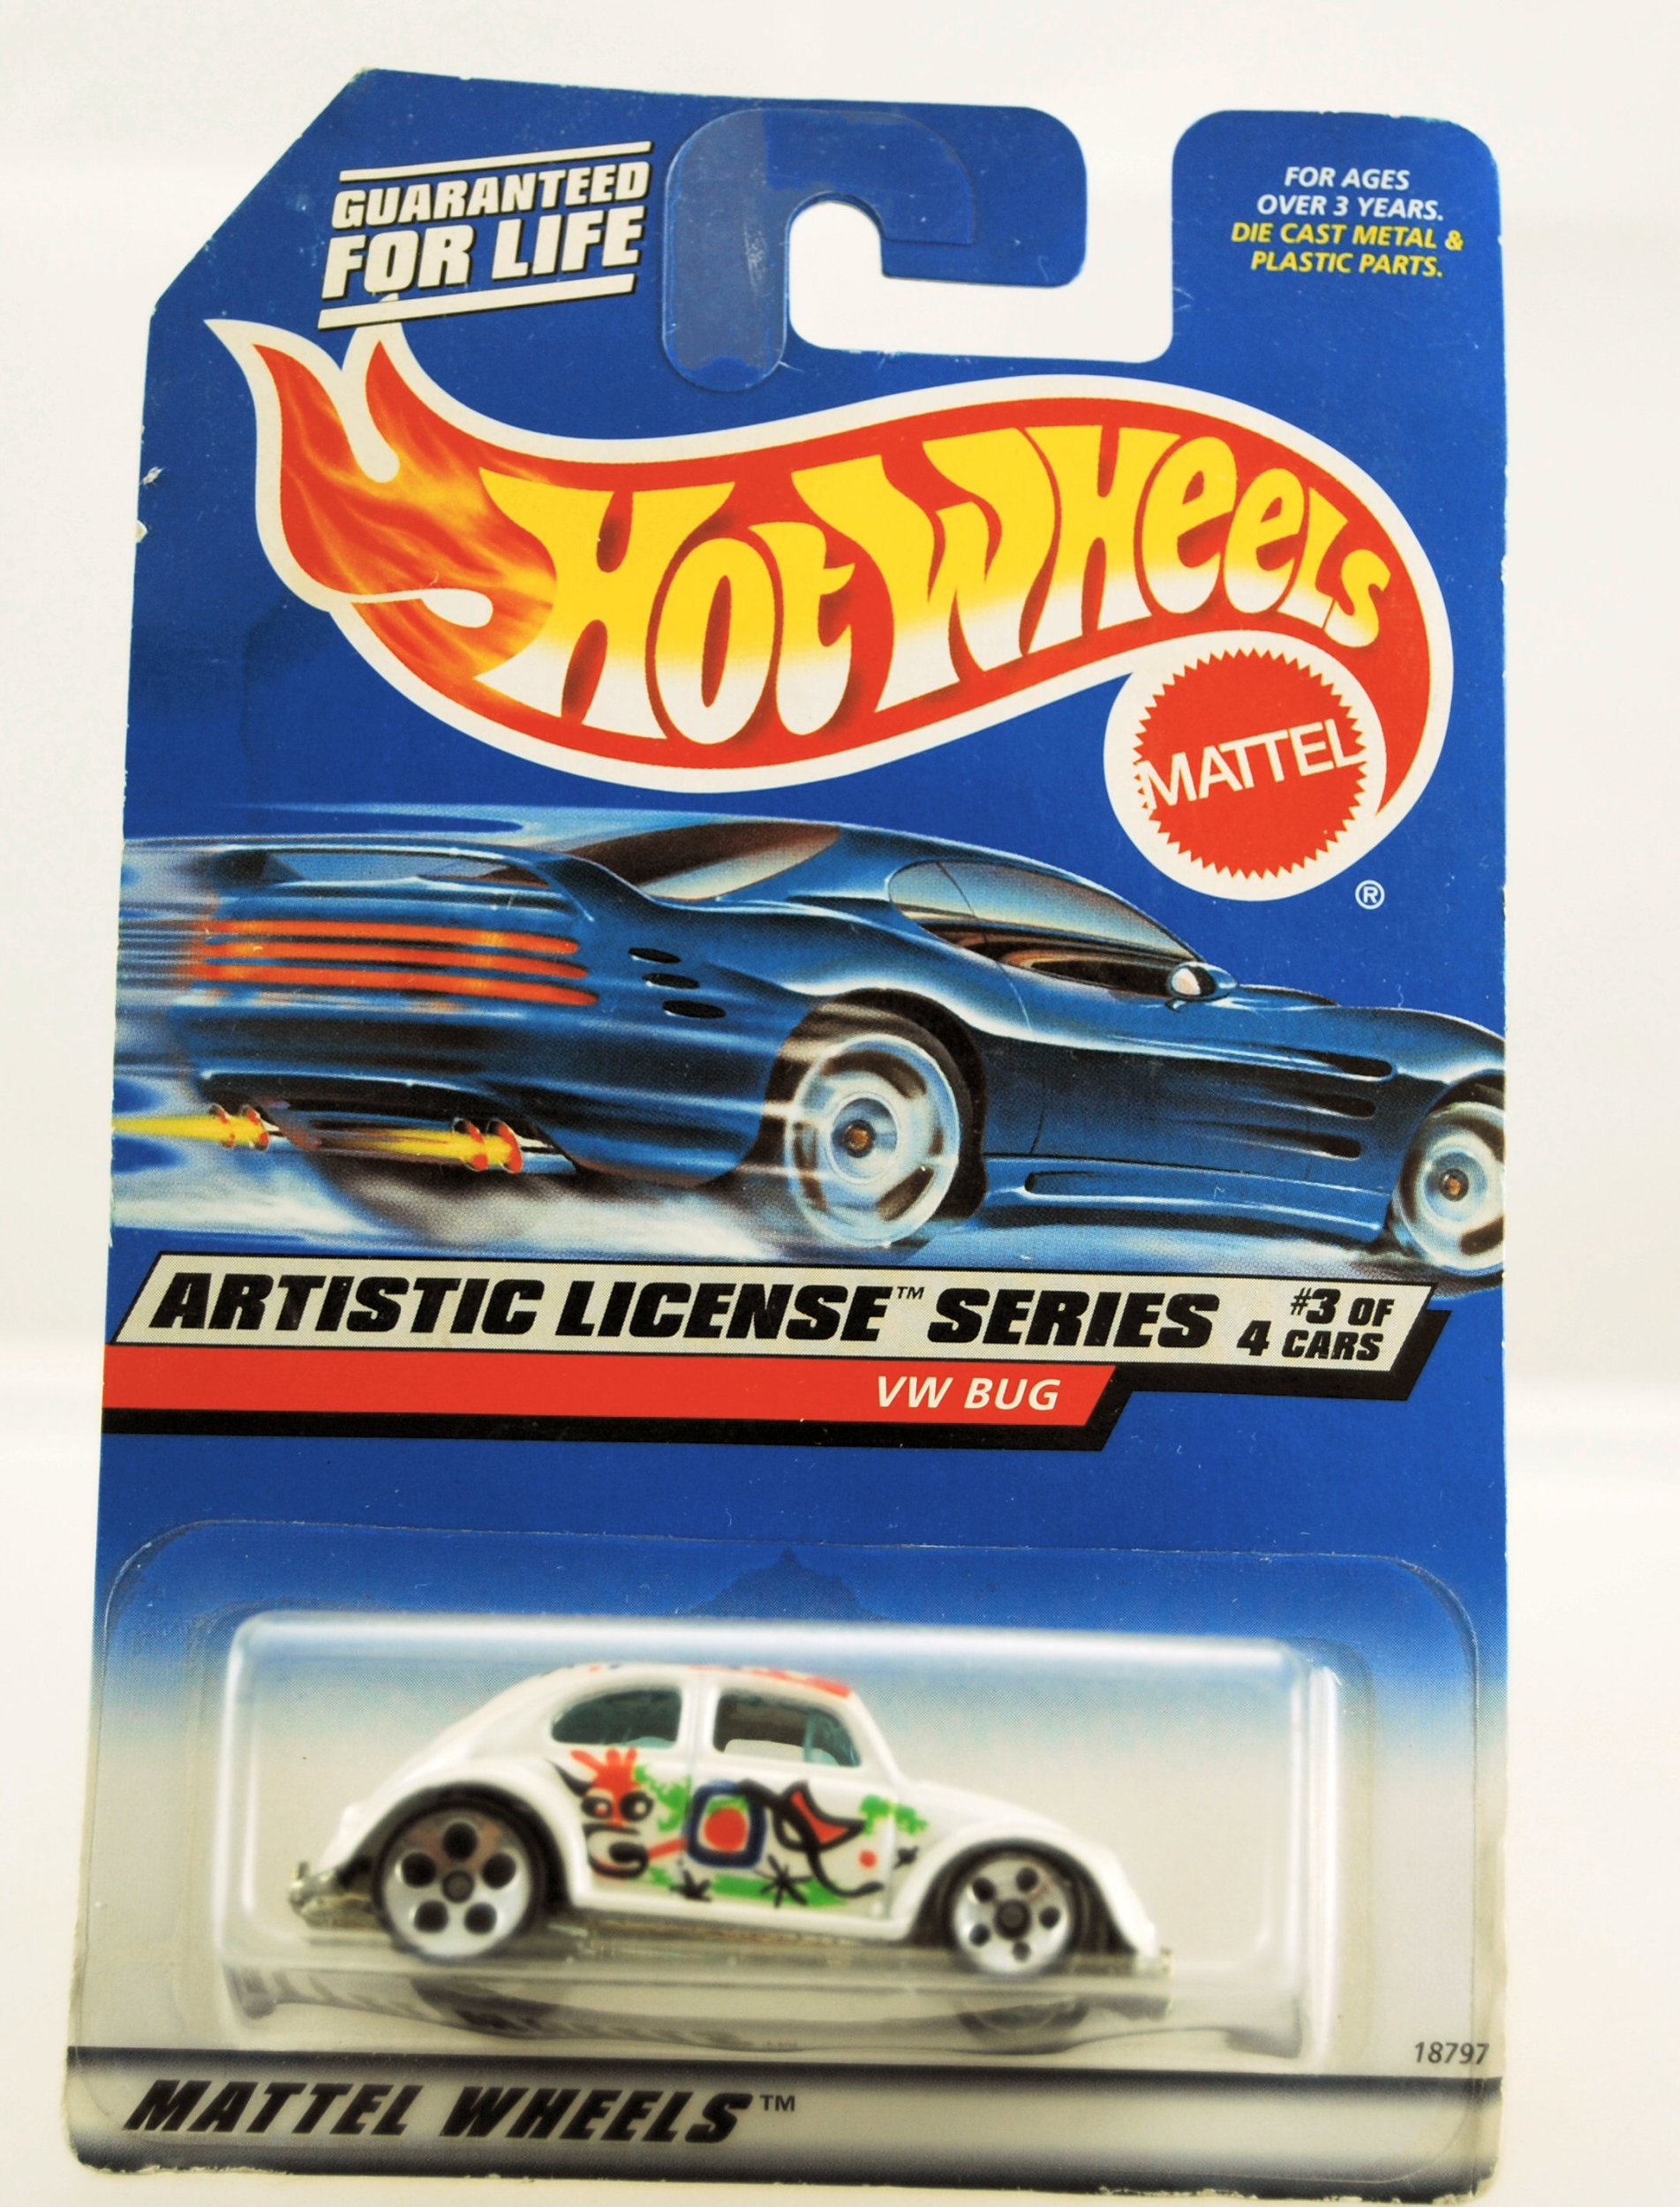 GUARANTEED
FOR LIFE
FOR AGES
OVER 3 YEARS.
DIE CAST METAL &
PLASTIC PARTS.
HOT WHEELS
MATTEL
®
ARTISTIC LICENSE™ SERIES #3 OF
4 CARS
VW BUG
18797
MATTEL WHEELS™